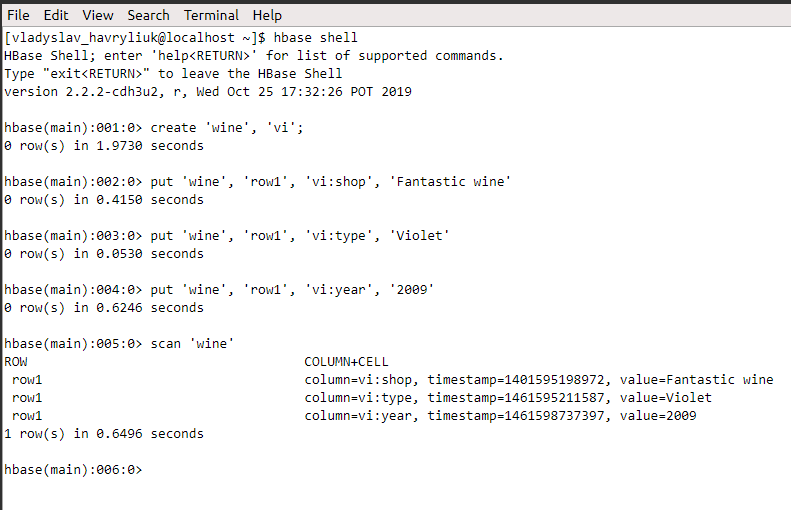 File Edit View Search Terminal Help
[vladyslav_havryliuk@localhost ~]$ hbase shell
HBase Shell; enter 'help<RETURN>' for list of supported commands.
Type "exit<RETURN>" to leave the HBase Shell
version 2.2.2-cdh3u2, r, Wed Oct 25 17:32:26 POT 2019
hbase(main):001:0> create 'wine', 'vi';
0 row(s) in 1.9730 seconds
hbase(main):002:0> put 'wine', 'row1', 'vi:shop', 'Fantastic wine'
0 row(s) in 0.4150 seconds
hbase(main):003:0> put 'wine', 'row1', 'vi:type', 'Violet'
0 row(s) in 0.0530 seconds
hbase(main):004:0> put 'wine', 'row1', 'vi:year', '2009'
0 row(s) in 0.6246 seconds
hbase(main):005:0> scan 'wine'
ROW COLUMN+CELL
row1 column=vi:shop, timestamp=1401595198972, value=Fantastic wine
row1 column=vi:type, timestamp=1461595211587, value=Violet
row1 column=vi:year, timestamp=1461598737397, value=2009
1 row(s) in 0.6496 seconds
hbase(main):006:0>